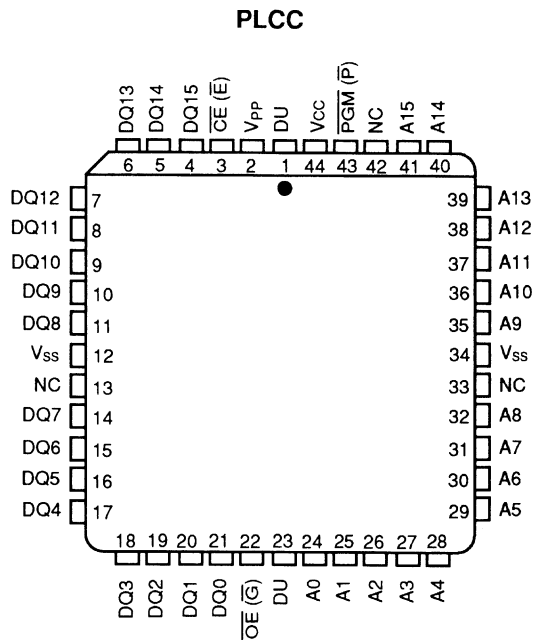 PLCC
DQ13 DQ14 DQ15 C̅E̅ (E̅) VPP DU VCC P̅G̅M̅ (P̅) NC A15 A14
6 5 4 3 2 1 44 43 42 41 40
DQ12 7 39 A13
DQ11 8 38 A12
DQ10 9 37 A11
DQ9 10 36 A10
DQ8 11 35 A9
VSS 12 34 VSS
NC 13 33 NC
DQ7 14 32 A8
DQ6 15 31 A7
DQ5 16 30 A6
DQ4 17 29 A5
18 19 20 21 22 23 24 25 26 27 28
DQ3 DQ2 DQ1 DQ0 O̅E̅ (G̅) DU A0 A1 A2 A3 A4